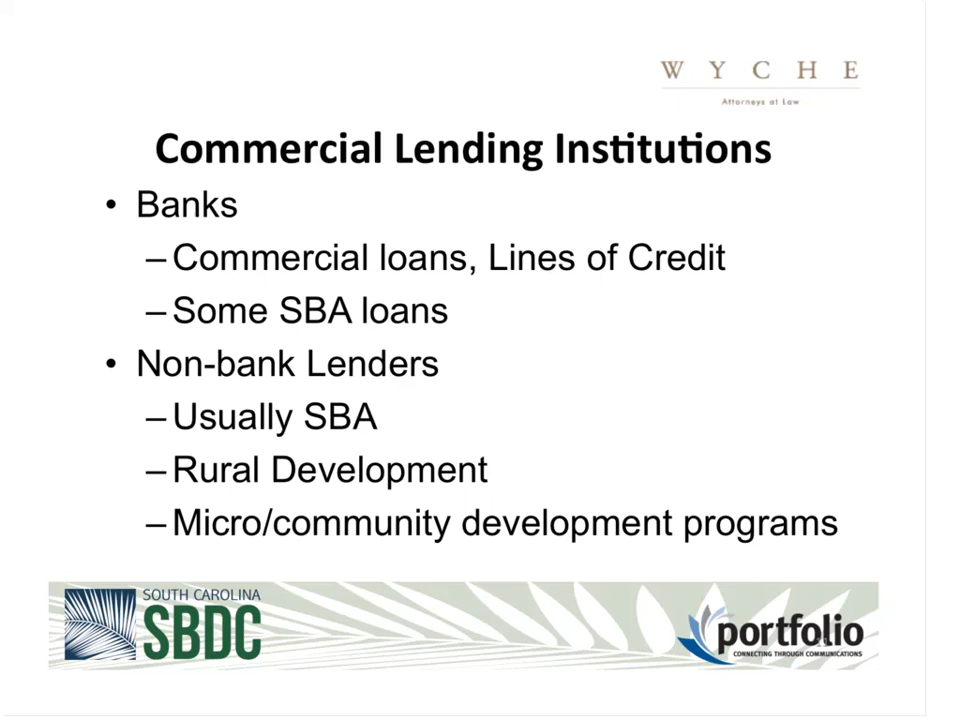 W Y C H E
Attorneys at Law
Commercial Lending Institutions
• Banks
– Commercial loans, Lines of Credit
– Some SBA loans
• Non-bank Lenders
– Usually SBA
– Rural Development
– Micro/community development programs
SOUTH CAROLINA
SBDC
portfolio
CONNECTING THROUGH COMMUNICATIONS